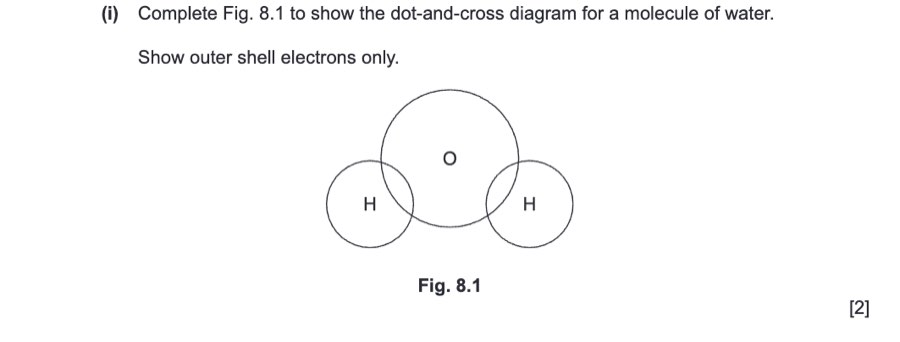 (i) Complete Fig. 8.1 to show the dot-and-cross diagram for a molecule of water.
Show outer shell electrons only.
O
H H
Fig. 8.1
[2]